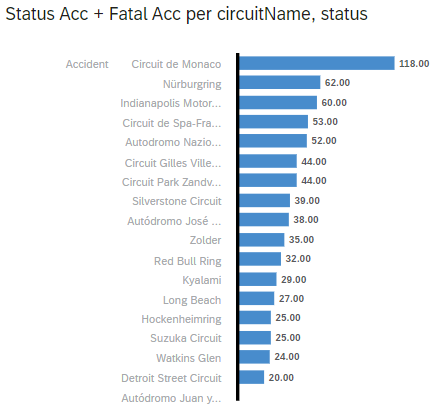 Status Acc + Fatal Acc per circuitName, status
Accident Circuit de Monaco 118.00
Nürburgring 62.00
Indianapolis Motor... 60.00
Circuit de Spa-Fra... 53.00
Autodromo Nazio... 52.00
Circuit Gilles Ville... 44.00
Circuit Park Zandv... 44.00
Silverstone Circuit 39.00
Autódromo José ... 38.00
Zolder 35.00
Red Bull Ring 32.00
Kyalami 29.00
Long Beach 27.00
Hockenheimring 25.00
Suzuka Circuit 25.00
Watkins Glen 24.00
Detroit Street Circuit 20.00
Autódromo Juan y...